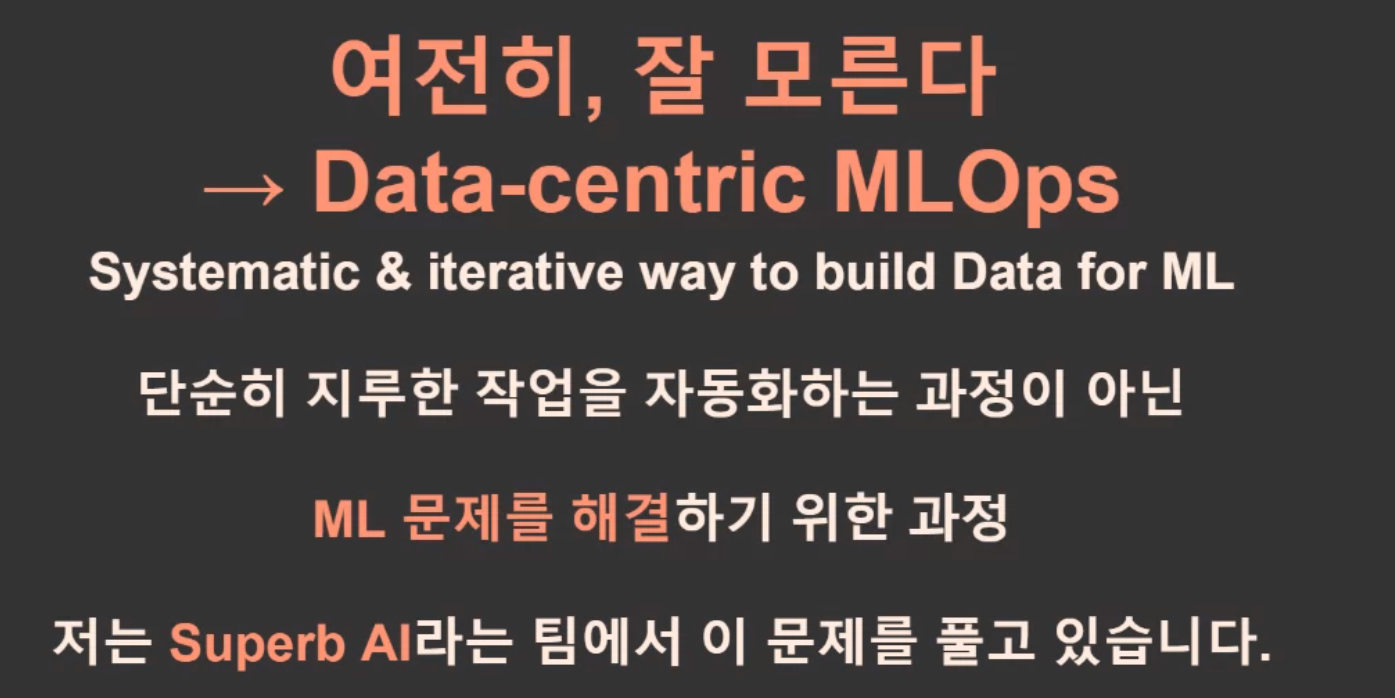 여전히, 잘 모른다
→ Data-centric MLOps
Systematic & iterative way to build Data for ML
단순히 지루한 작업을 자동화하는 과정이 아닌
ML 문제를 해결하기 위한 과정
저는 Superb AI라는 팀에서 이 문제를 풀고 있습니다.